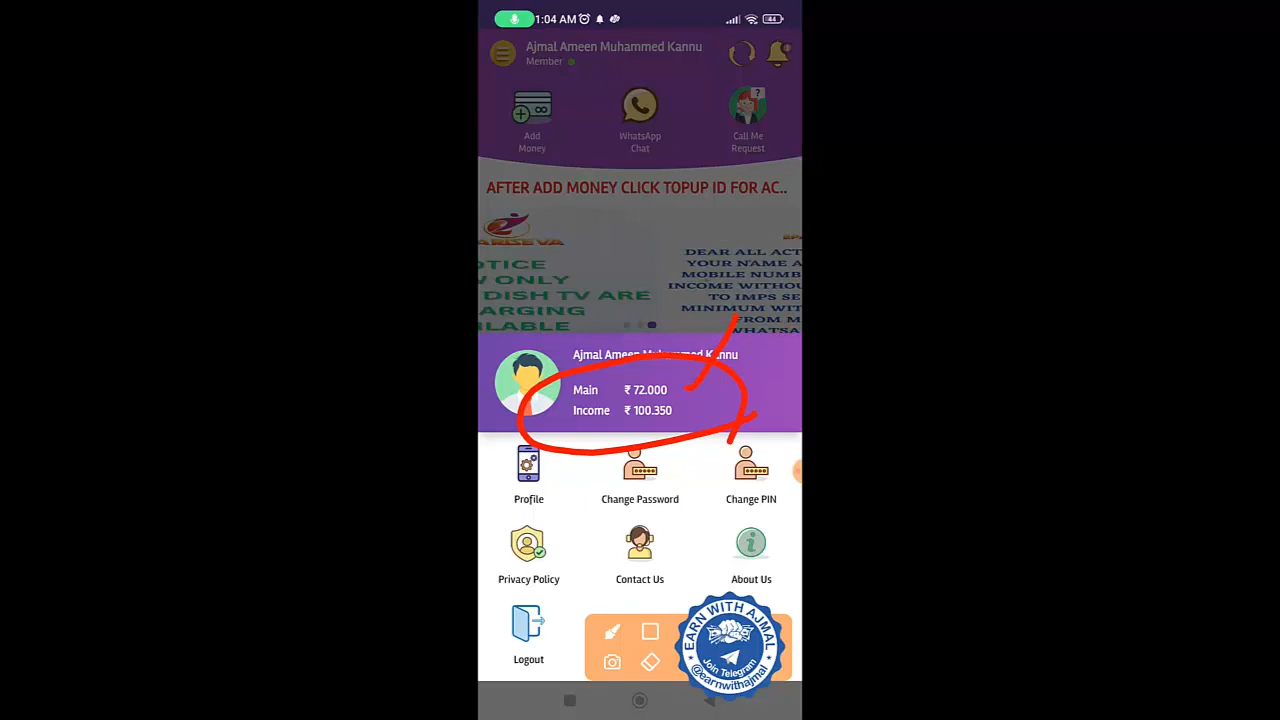 1:04 AM
44
Ajmal Ameen Muhammed Kannu
Member
Add
Money
WhatsApp
Chat
?
Call Me
Request
AFTER ADD MONEY CLICK TOPUP ID FOR AC..
ARDEVA
OTICE
ONLY
DISH TV ARE
ARGING
ILABLE
DEAR ALL ACT
YOUR NAME A
MOBILE NUMB
INCOME WITHOU
TO IMPS SE
MINIMUM WIT
FROM M
WHATSA
Ajmal Ameen Muhammed Kannu
Main ₹ 72.000
Income ₹ 100.350
Profile
Change Password
Change PIN
Privacy Policy
Contact Us
About Us
Logout
EARN WITH AJMAL
Join Telegram
@earnwithajmal